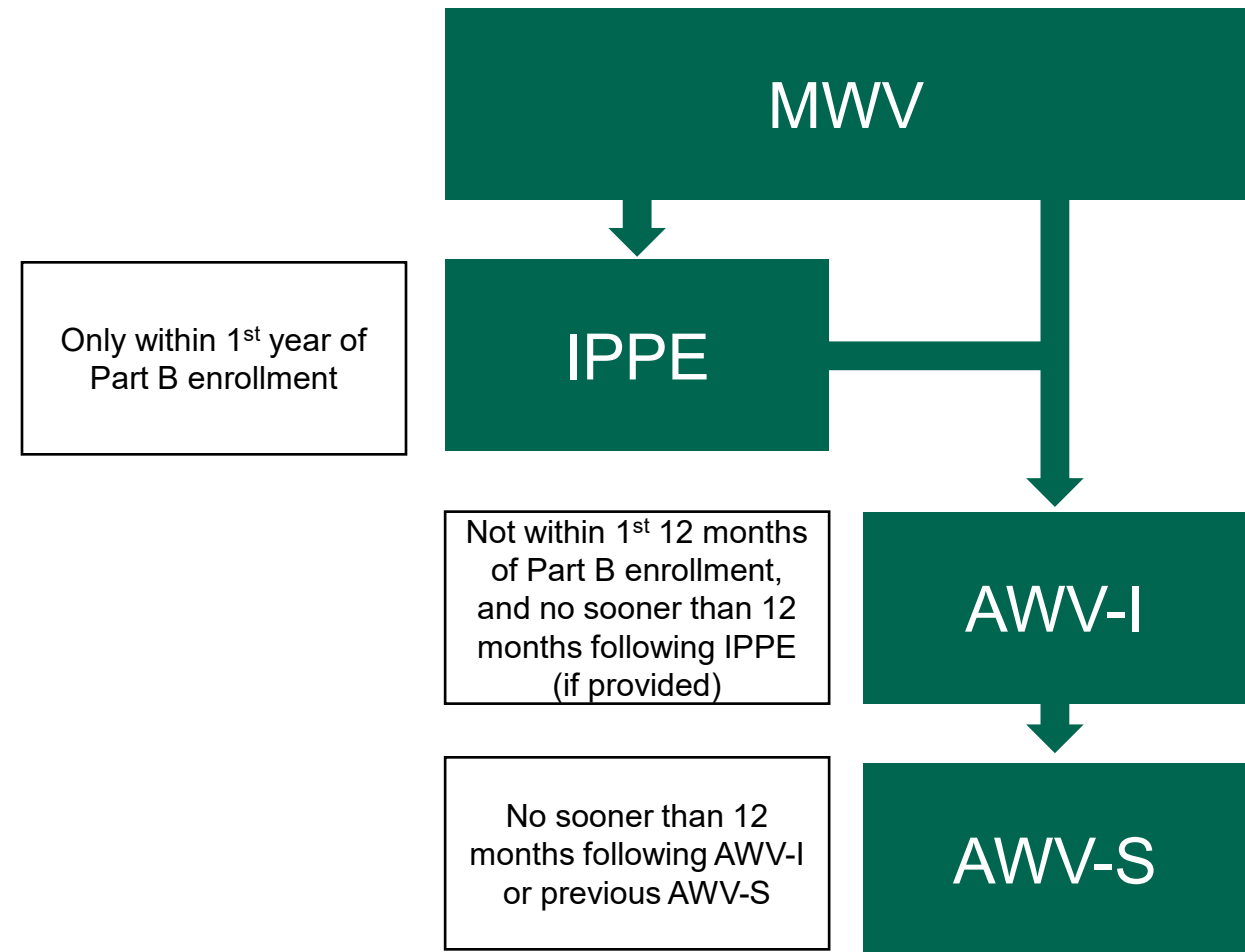 MWV
Only within 1st year of
Part B enrollment
IPPE
Not within 1st 12 months
of Part B enrollment,
and no sooner than 12
months following IPPE
(if provided)
AWV-I
No sooner than 12
months following AWV-I
or previous AWV-S
AWV-S